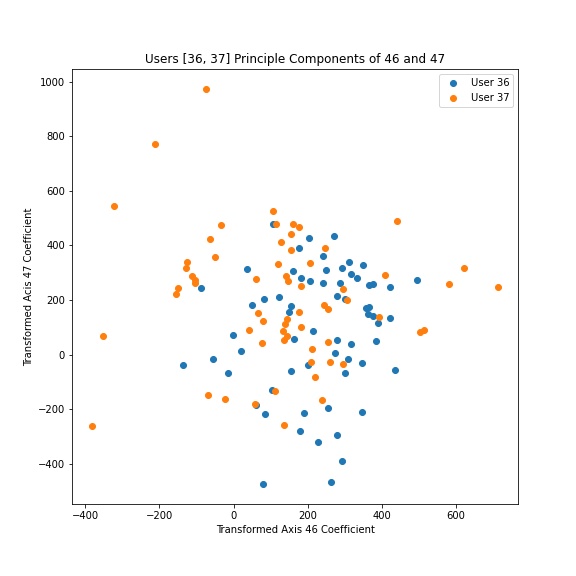 Users [36, 37] Principle Components of 46 and 47
User 36
User 37
1000
800
600
400
200
0
−200
−400
Transformed Acis 47 Coefficient
−400
−200
0
200
400
600
Transformed Axis 46 Coefficient